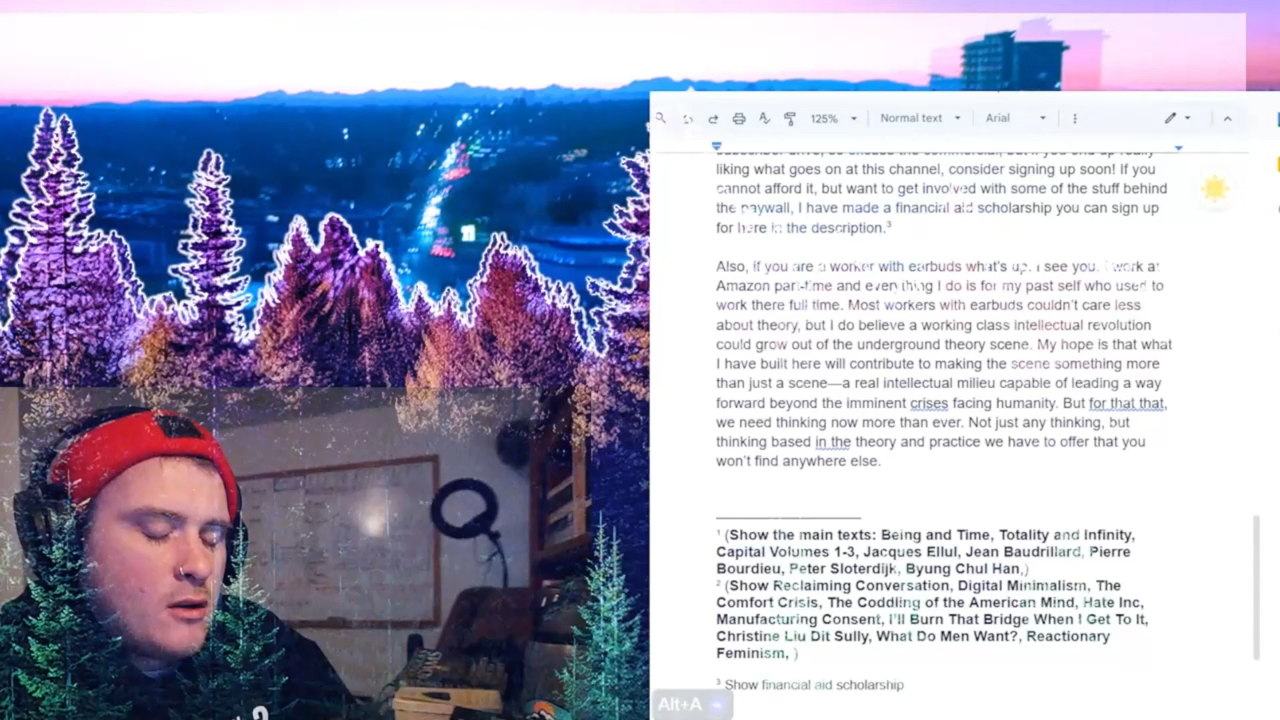 125%
Normal text
Arial
liking what goes on at this channel, consider signing up soon! If you
cannot afford it, but want to get involved with some of the stuff behind
the paywall, I have made a financial aid scholarship you can sign up
for here in the description.³
Also, if you are a worker with earbuds what's up, I see you. I work at
Amazon part-time and everything I do is for my past self who used to
work there full time. Most workers with earbuds couldn't care less
about theory, but I do believe a working class intellectual revolution
could grow out of the underground theory scene. My hope is that what
I have built here will contribute to making the scene something more
than just a scene—a real intellectual milieu capable of leading a way
forward beyond the imminent crises facing humanity. But for that that,
we need thinking now more than ever. Not just any thinking, but
thinking based in the theory and practice we have to offer that you
won't find anywhere else.
¹ (Show the main texts: Being and Time, Totality and Infinity,
Capital Volumes 1-3, Jacques Ellul, Jean Baudrillard, Pierre
Bourdieu, Peter Sloterdijk, Byung Chul Han,)
² (Show Reclaiming Conversation, Digital Minimalism, The
Comfort Crisis, The Coddling of the American Mind, Hate Inc,
Manufacturing Consent, I'll Burn That Bridge When I Get To It,
Christine Liu Dit Sully, What Do Men Want?, Reactionary
Feminism, )
³ Show financial aid scholarship
Alt+A